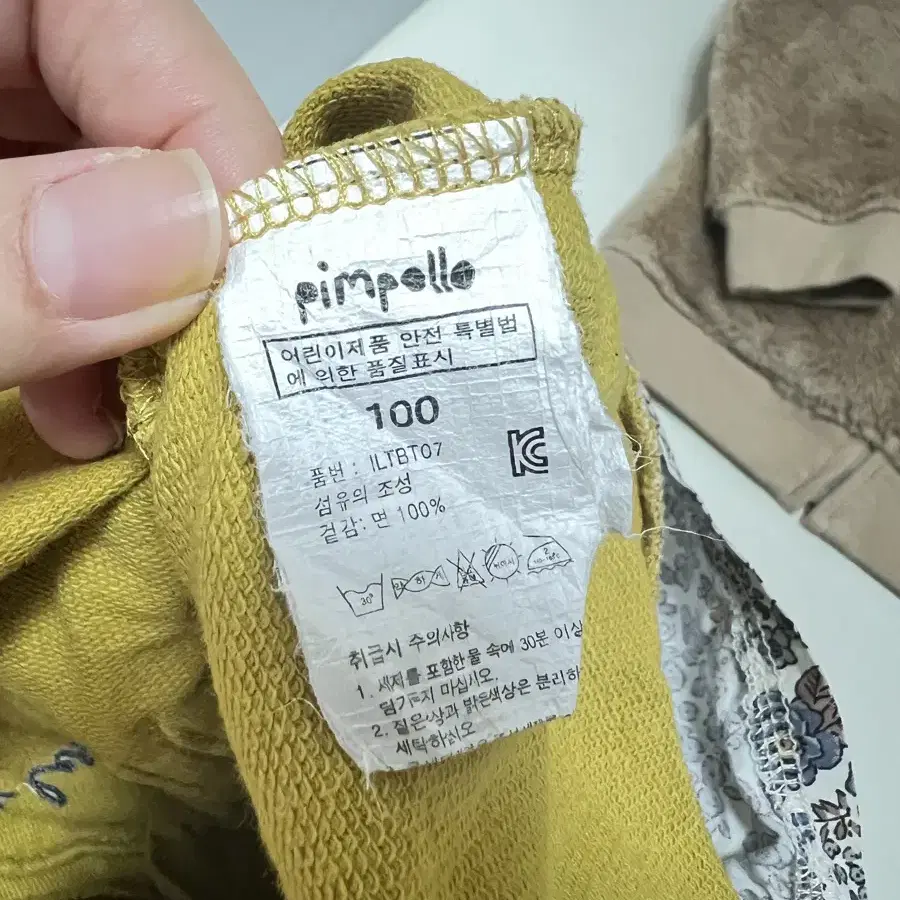 pimpollo
어린이제품 안전 특별법
에 의한 품질표시
100
품번 : ILTBT07
섬유의 조성
겉감: 면 100%
30°
취급시 주의사항
1. 세제를 포함한 물 속에 30분 이상
담가두지 마십시오.
2. 짙은색상과 밝은색상은 분리하
세탁하십시오